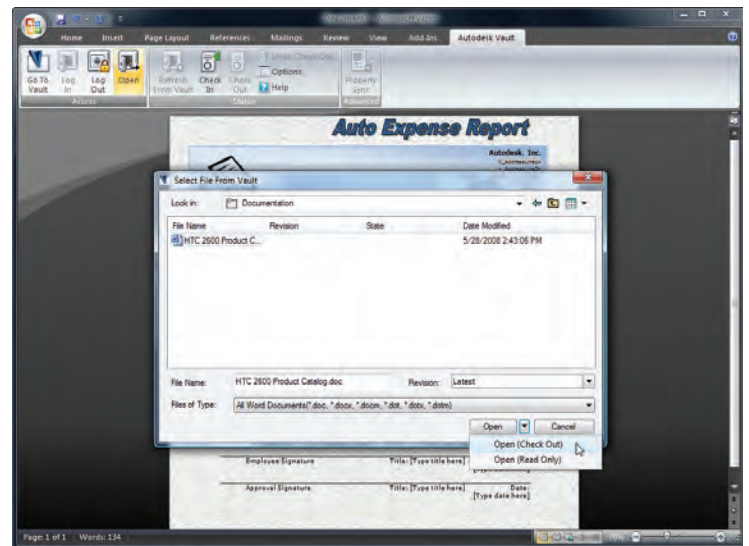 Home Insert Page Layout References Mailings Review View Add-Ins Autodesk Vault
Go To Vault
Log In
Log Out
Open
Refresh From Vault
Check In
Check Out
Options
Help
Property
Access
Status
Advanced
Auto Expense Report
Autodesk, Inc.
Select File From Vault
Look in: Documentation
File Name Revision State Date Modified
HTC 2600 Product C... 5/28/2008 2:43:06 PM
File Name: HTC 2600 Product Catalog.doc Revision: Latest
Files of Type: All Word Documents(*.doc, *.docx, *.docm, *.dot, *.dotx, *.dotm)
Open Cancel
Open (Check Out)
Open (Read Only)
Employee Signature Title: [Type title here]
Approval Signature Title: [Type title here] Date:
[Type date here]
Page: 1 of 1 Words: 134